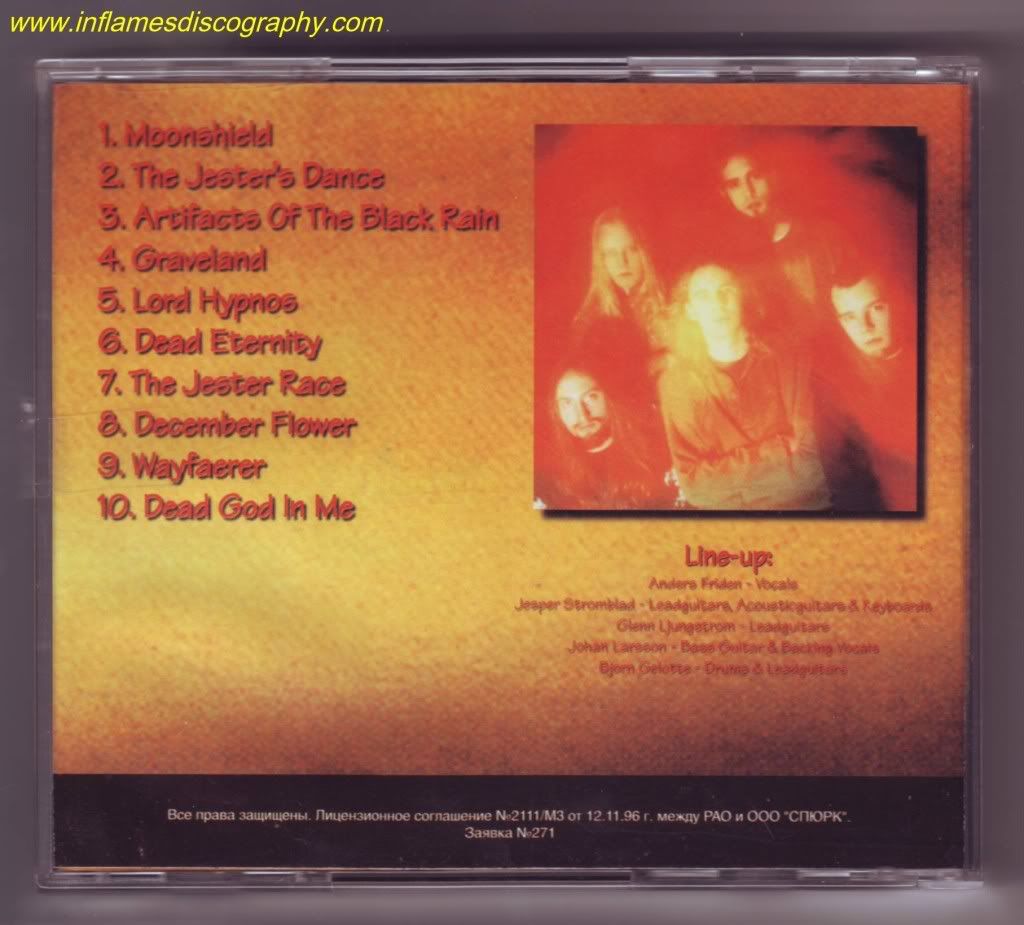 www.inflamesdiscography.com
1. Moonshield
2. The Jester's Dance
3. Artifacts Of The Black Rain
4. Graveland
5. Lord Hypnos
6. Dead Eternity
7. The Jester Race
8. December Flower
9. Wayfaerer
10. Dead God In Me
Line-up:
Anders Friden - Vocals
Jesper Stromblad - Leadguitars, Acousticguitars & Keyboards
Glenn Ljungstrom - Leadguitars
Johan Larsson - Bass Guitar & Backing Vocals
Bjorn Gelotte - Drums & Leadguitars
Все права защищены. Лицензионное соглашение №2111/МЗ от 12.11.96 г. между РАО и ООО "СПЮРК".
Заявка №271